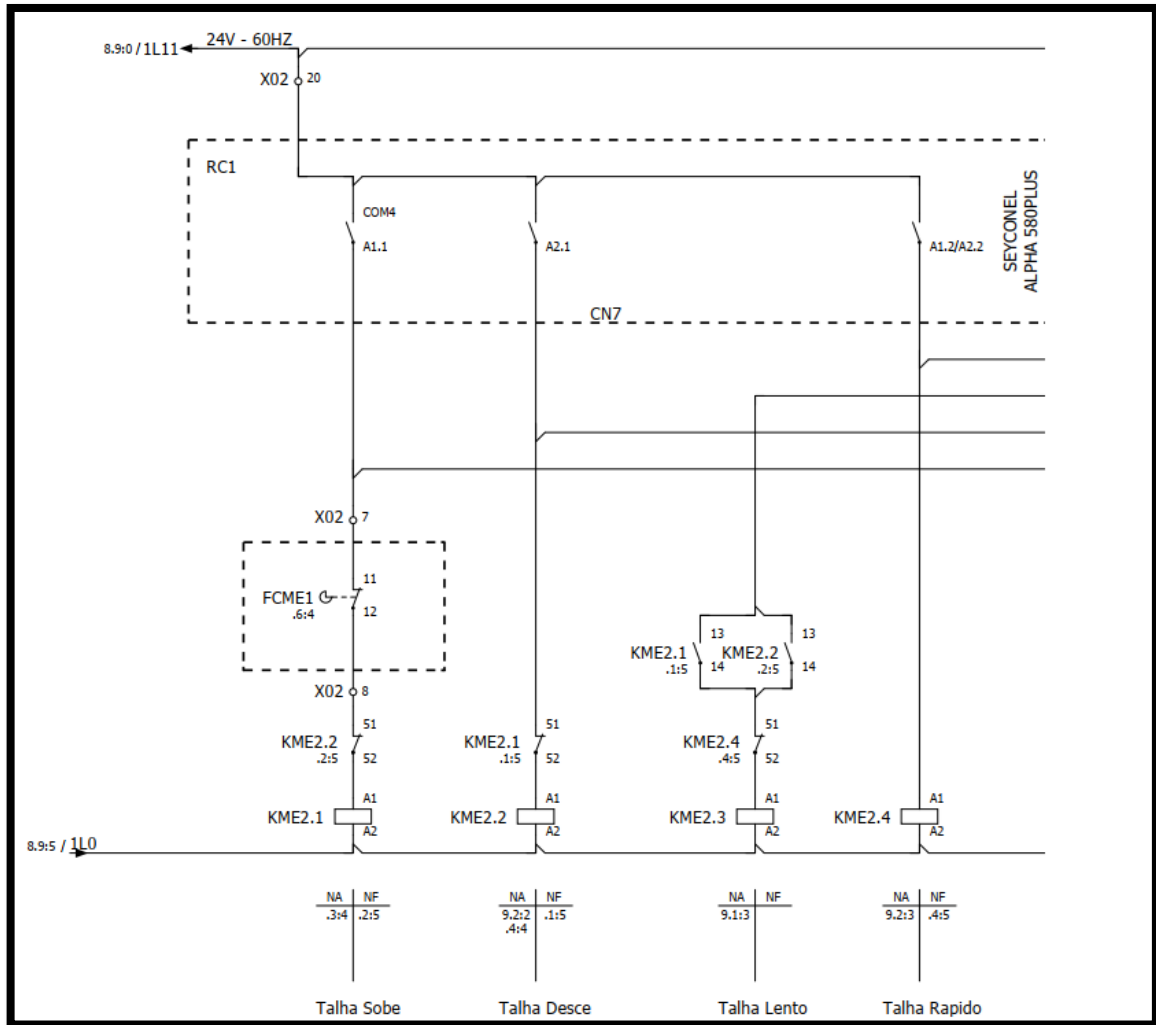 24V - 60HZ
8.9:0 / 1L11
X02 20
RC1
COM4
A1.1
A2.1
A1.2/A2.2
SEYCONEL
ALPHA 580PLUS
CN7
X02 7
11
FCME1
.6:4
12
13
13
KME2.1
KME2.2
.1:5
14
.2:5
14
X02 8
51
51
51
KME2.2
KME2.1
KME2.4
.2:5
52
.1:5
52
.4:5
52
A1
A1
A1
A1
KME2.1
KME2.2
KME2.3
KME2.4
A2
A2
A2
A2
8.9:5 / 1L0
NA NF
NA NF
NA NF
NA NF
.3:4 .2:5
9.2:2 .1:5
9.1:3
9.2:3 .4:5
.4:4
Talha Sobe
Talha Desce
Talha Lento
Talha Rapido